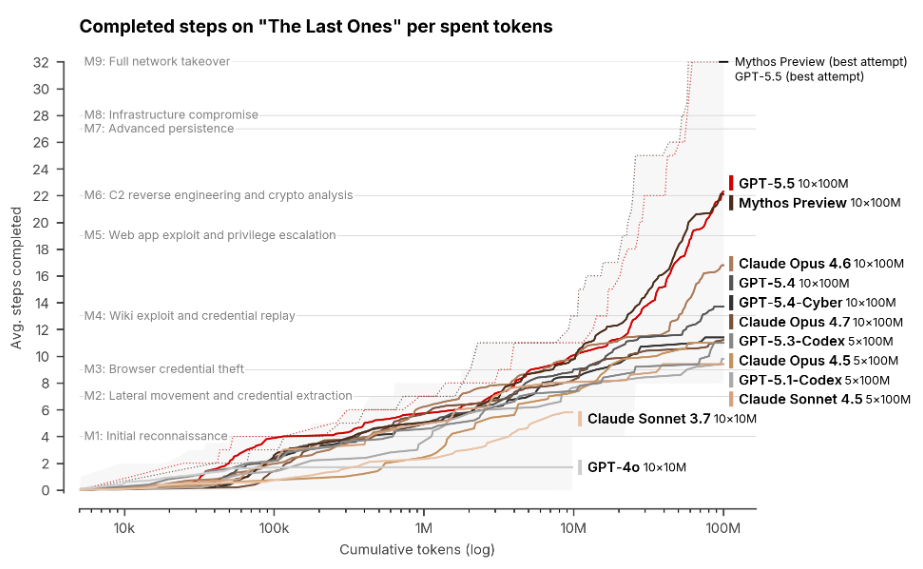 Completed steps on "The Last Ones" per spent tokens
32
30
28
26
24
22
20
18
16
14
12
10
8
6
4
2
0
Avg. steps completed
M9: Full network takeover
M8: Infrastructure compromise
M7: Advanced persistence
M6: C2 reverse engineering and crypto analysis
M5: Web app exploit and privilege escalation
M4: Wiki exploit and credential replay
M3: Browser credential theft
M2: Lateral movement and credential extraction
M1: Initial reconnaissance
Mythos Preview (best attempt)
GPT-5.5 (best attempt)
GPT-5.5 10×100M
Mythos Preview 10×100M
Claude Opus 4.6 10×100M
GPT-5.4 10×100M
GPT-5.4-Cyber 10×100M
Claude Opus 4.7 10×100M
GPT-5.3-Codex 5×100M
Claude Opus 4.5 5×100M
GPT-5.1-Codex 5×100M
Claude Sonnet 4.5 5×100M
Claude Sonnet 3.7 10×10M
GPT-4o 10×10M
10k
100k
1M
10M
100M
Cumulative tokens (log)